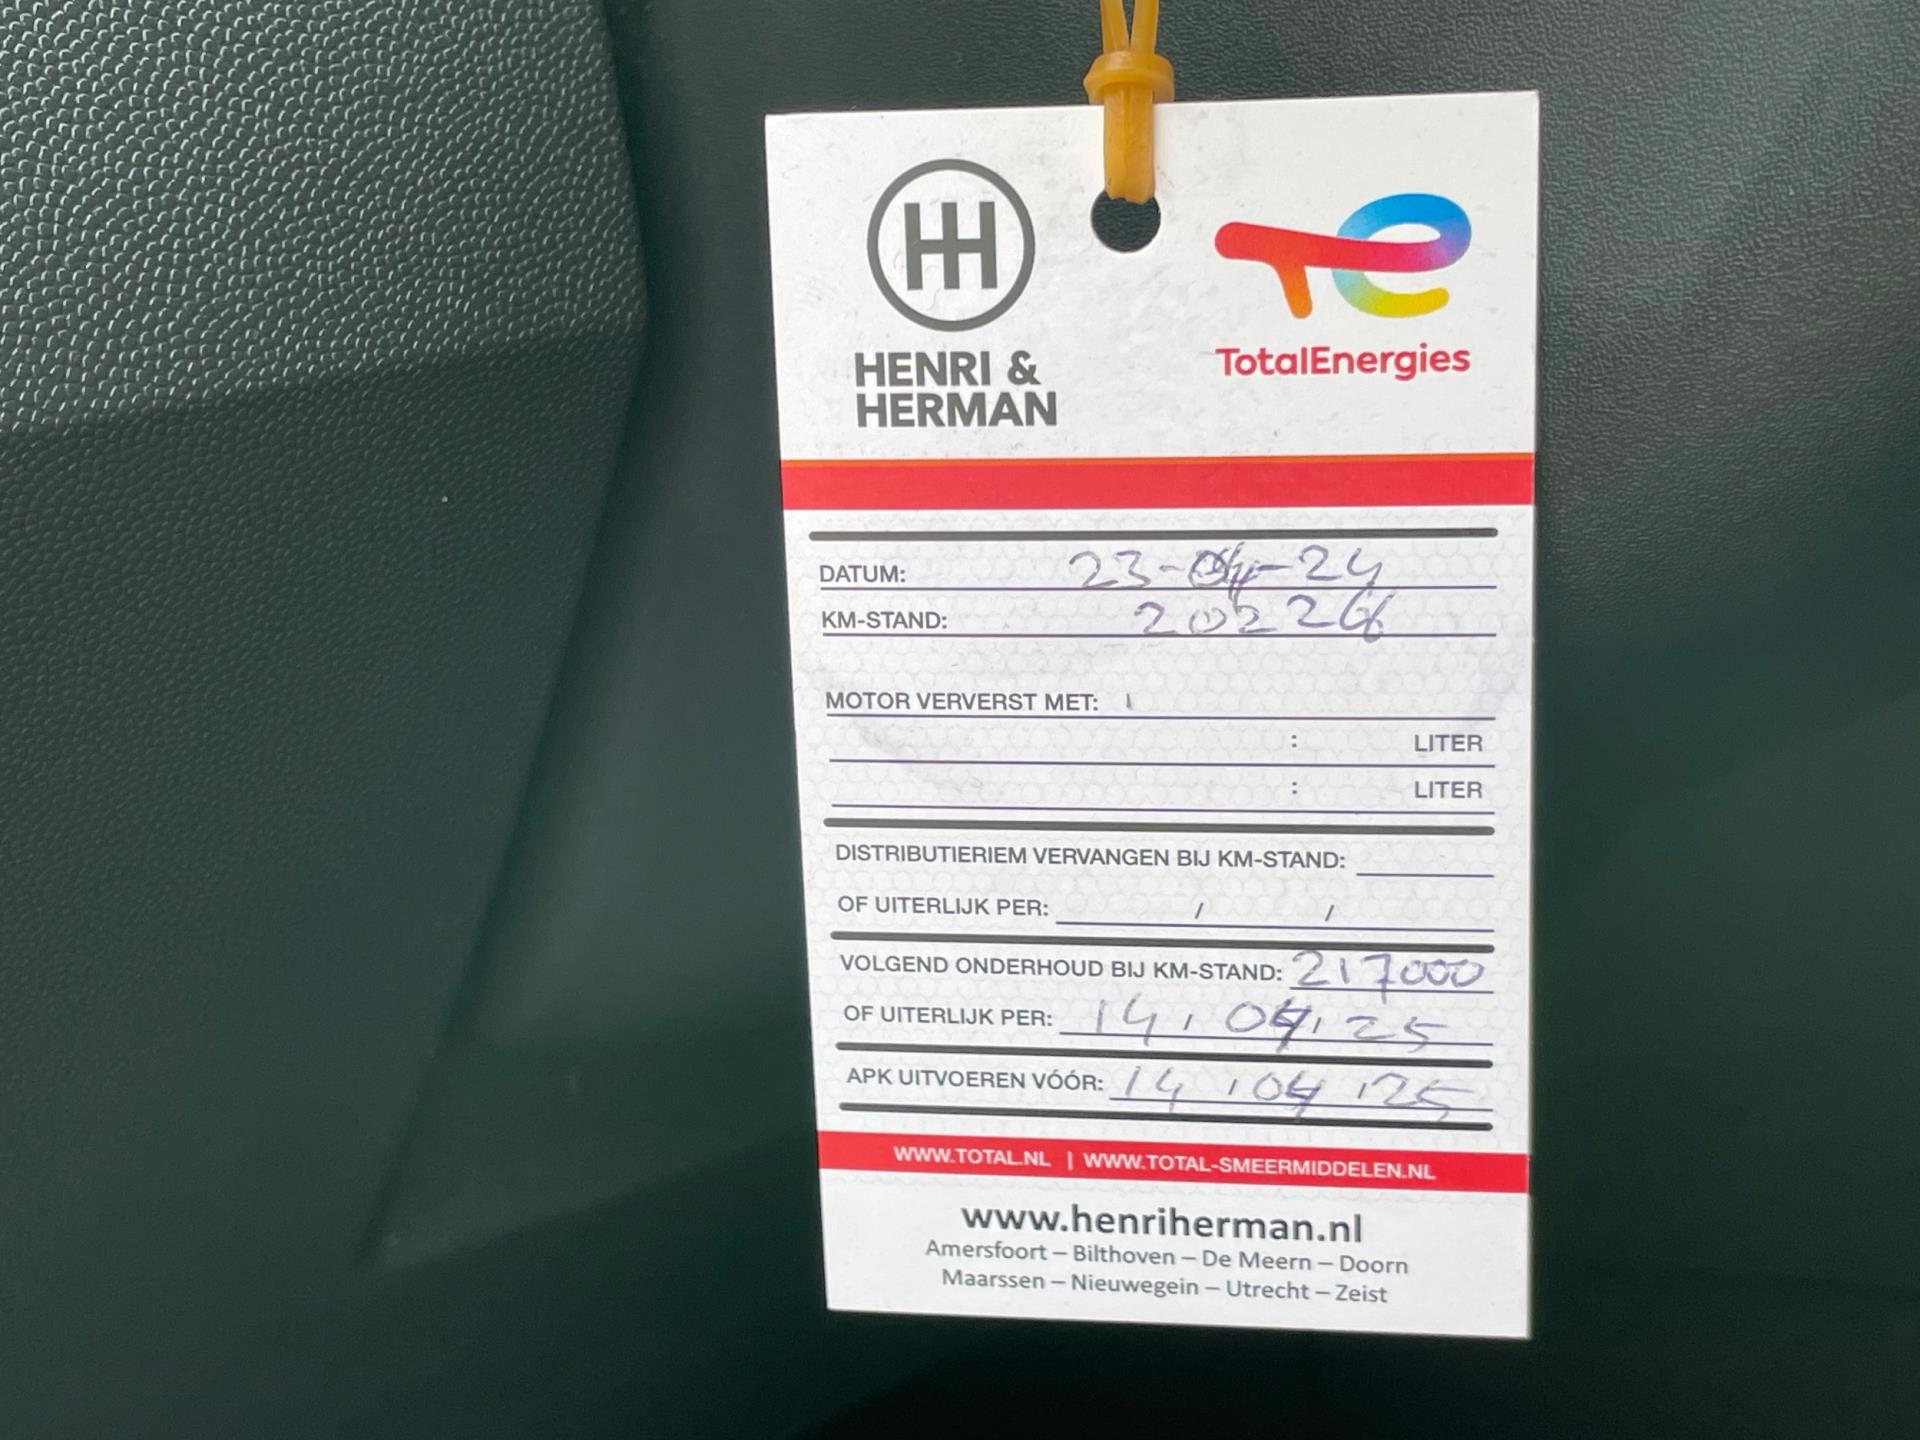 HH TotalEnergies
HENRI &
HERMAN
DATUM: 23-04-24
KM-STAND:
MOTOR VERVERST MET:
: LITER
: LITER
DISTRIBUTIERIEM VERVANGEN BIJ KM-STAND:
OF UITERLIJK PER: / /
VOLGEND ONDERHOUD BIJ KM-STAND: 217000
OF UITERLIJK PER: 14 / 04 / 25
APK UITVOEREN VÓÓR: 14 / 04 / 25
WWW.TOTAL.NL | WWW.TOTAL-SMEERMIDDELEN.NL
www.henriherman.nl
Amersfoort – Bilthoven – De Meern – Doorn
Maarssen – Nieuwegein – Utrecht – Zeist